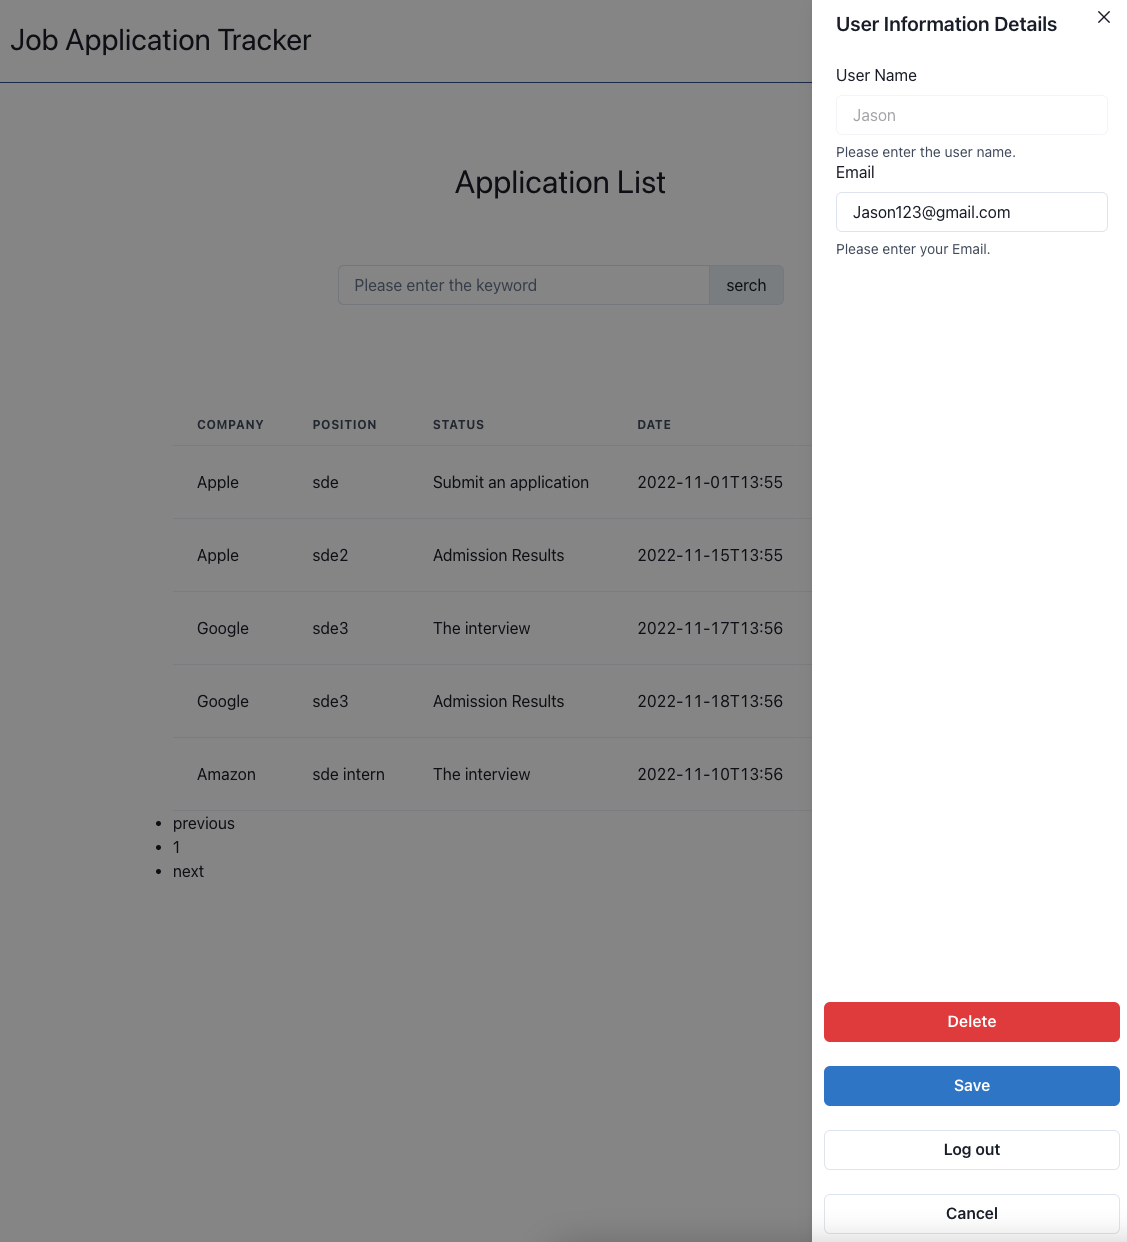 Job Application Tracker
Application List
Please enter the keyword
serch
COMPANY POSITION STATUS DATE
Apple sde Submit an application 2022-11-01T13:55
Apple sde2 Admission Results 2022-11-15T13:55
Google sde3 The interview 2022-11-17T13:56
Google sde3 Admission Results 2022-11-18T13:56
Amazon sde intern The interview 2022-11-10T13:56
previous
1
next
User Information Details
User Name
Jason
Please enter the user name.
Email
Jason123@gmail.com
Please enter your Email.
Delete
Save
Log out
Cancel